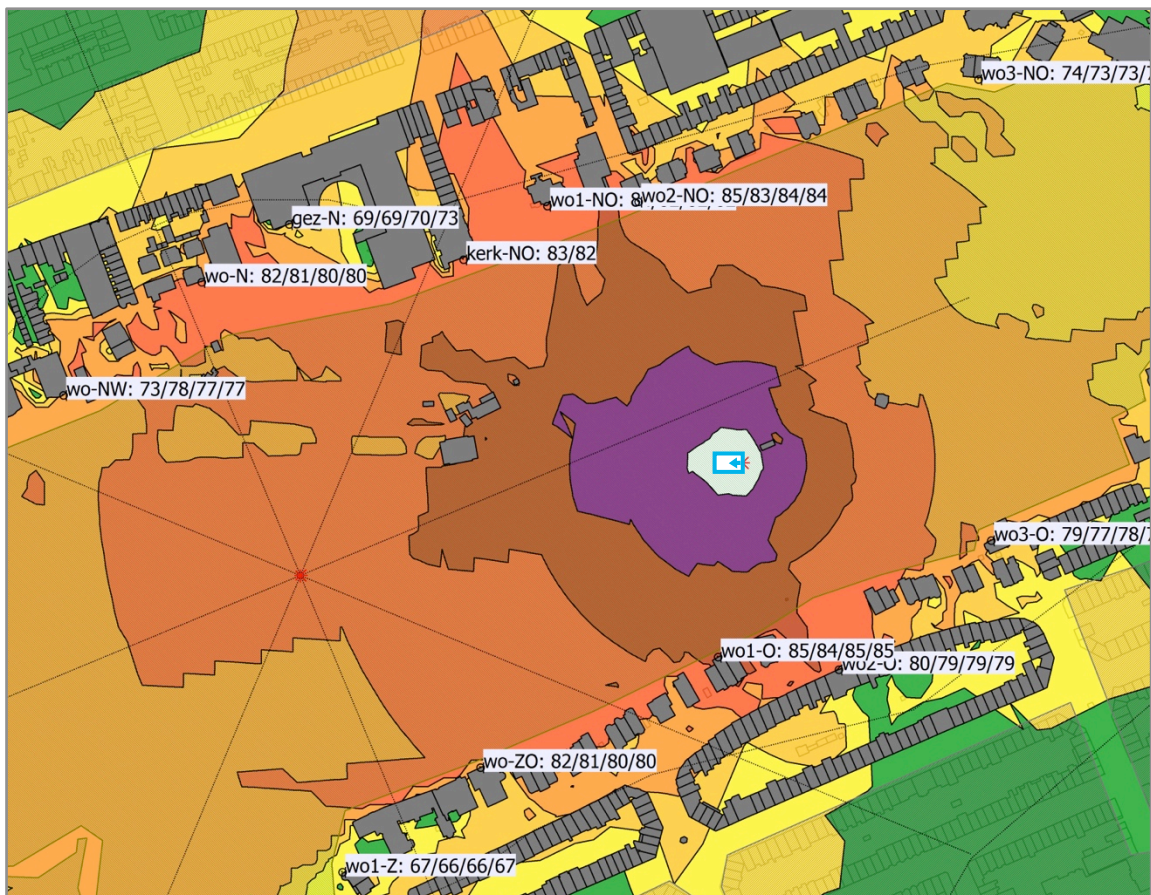 wo3-NO: 74/73/73/
wo1-NO: 8
wo2-NO: 85/83/84/84
gez-N: 69/69/70/73
kerk-NO: 83/82
wo-N: 82/81/80/80
wo-NW: 73/78/77/77
wo3-O: 79/77/78/
wo1-O: 85/84/85/85
wo2-O: 80/79/79/79
wo-ZO: 82/81/80/80
wo1-Z: 67/66/66/67